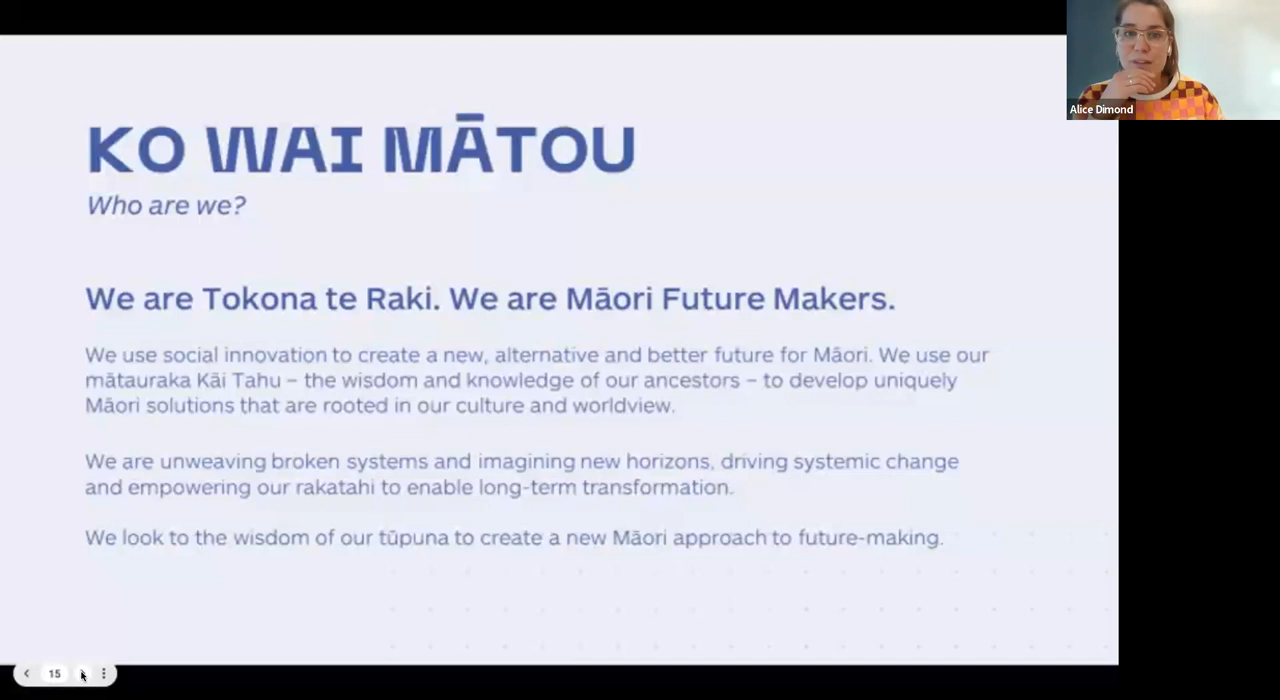 KO WAI MĀTOU
Who are we?
We are Tokona te Raki. We are Māori Future Makers.
We use social innovation to create a new, alternative and better future for Māori. We use our
mātauraka Kāi Tahu – the wisdom and knowledge of our ancestors – to develop uniquely
Māori solutions that are rooted in our culture and worldview.
We are unweaving broken systems and imagining new horizons, driving systemic change
and empowering our rakatahi to enable long-term transformation.
We look to the wisdom of our tūpuna to create a new Māori approach to future-making.
Alice Dimond
15